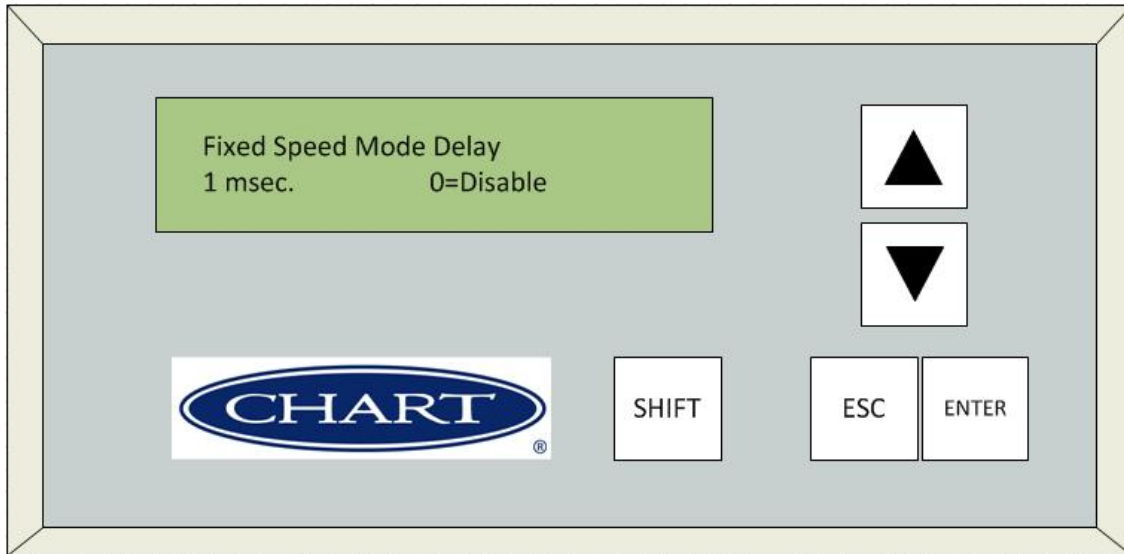 Fixed Speed Mode Delay
1 msec. 0=Disable
CHART
®
SHIFT
ESC
ENTER